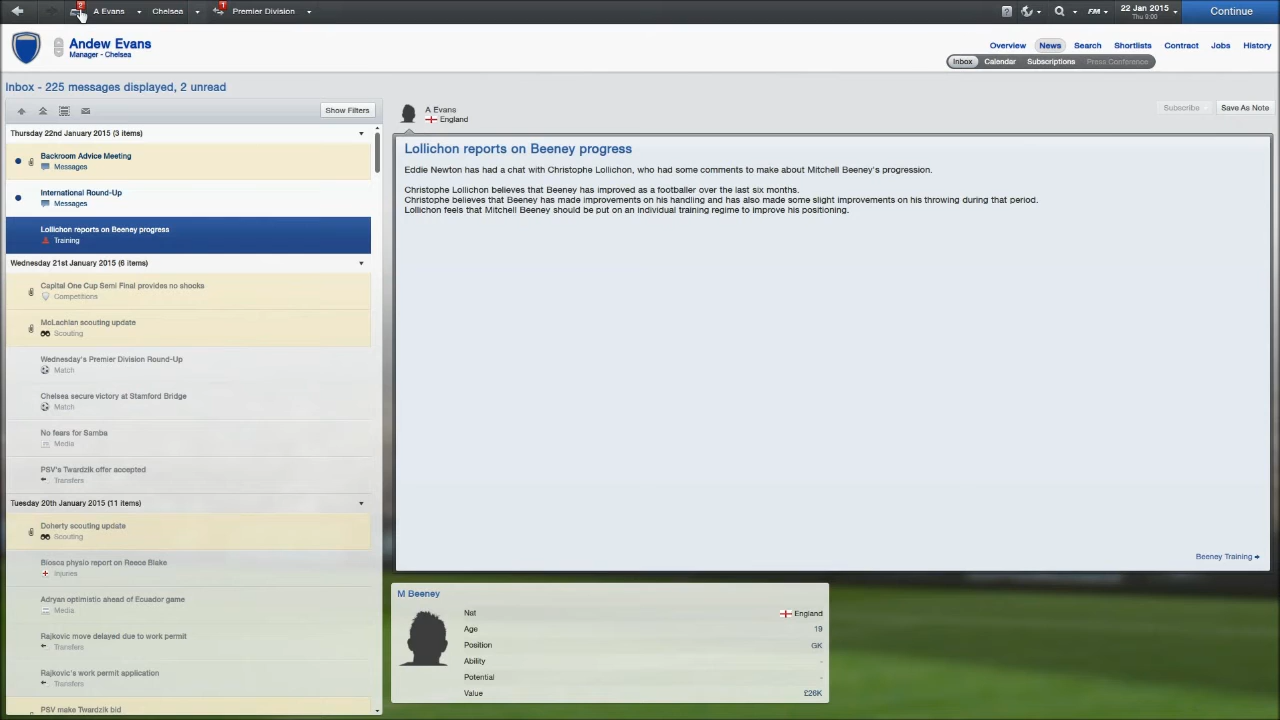 2
A Evans
Chelsea
1
Premier Division
?
FM
22 Jan 2015
Thu 9:00
Continue
Andew Evans
Manager - Chelsea
Overview
News
Search
Shortlists
Contract
Jobs
History
Inbox
Calendar
Subscriptions
Press Conference
Inbox - 225 messages displayed, 2 unread
Show Filters
A Evans
England
Subscribe
Save As Note
Thursday 22nd January 2015 (3 items)
Backroom Advice Meeting
Messages
International Round-Up
Messages
Lollichon reports on Beeney progress
Training
Wednesday 21st January 2015 (6 items)
Capital One Cup Semi Final provides no shocks
Competitions
McLachlan scouting update
Scouting
Wednesday's Premier Division Round-Up
Match
Chelsea secure victory at Stamford Bridge
Match
No fears for Samba
Media
PSV's Twardzik offer accepted
Transfers
Tuesday 20th January 2015 (11 items)
Doherty scouting update
Scouting
Biosca physio report on Reece Blake
Injuries
Adryan optimistic ahead of Ecuador game
Media
Rajkovic move delayed due to work permit
Transfers
Rajkovic's work permit application
Transfers
PSV make Twardzik bid
Lollichon reports on Beeney progress
Eddie Newton has had a chat with Christophe Lollichon, who had some comments to make about Mitchell Beeney's progression.
Christophe Lollichon believes that Beeney has improved as a footballer over the last six months.
Christophe believes that Beeney has made improvements on his handling and has also made some slight improvements on his throwing during that period.
Lollichon feels that Mitchell Beeney should be put on an individual training regime to improve his positioning.
Beeney Training
M Beeney
Nat
England
Age
19
Position
GK
Ability
-
Potential
-
Value
£26K